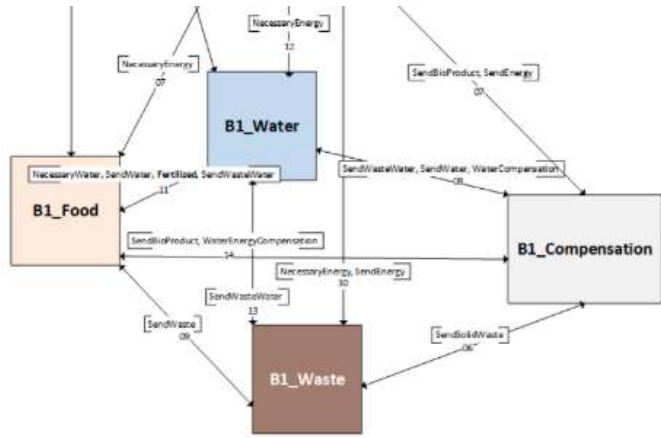 NecessaryEnergy
12
NecessaryEnergy
07
SendBioProduct, SendEnergy
07
B1_Water
NecessaryWater, SendWater, Fertilised, SendWasteWater
11
SendWasteWater, SendWater, WaterCompensation
08
B1_Food
B1_Compensation
SendBioProduct, WaterEnergyCompensation
14
NecessaryEnergy, SendEnergy
10
SendWasteWater
13
SendWaste
09
SendSolidWaste
06
B1_Waste